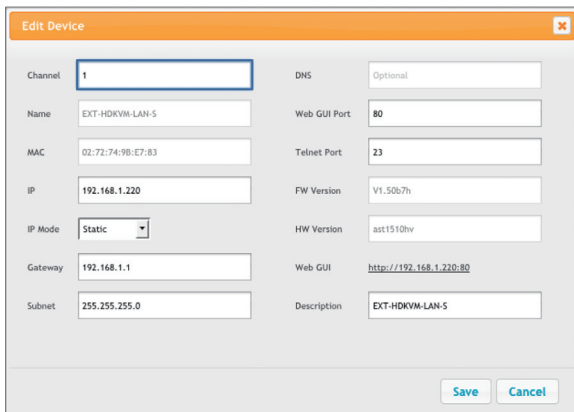 Edit Device
Channel 1
Name EXT-HDKVM-LAN-S
MAC 02:72:74:9B:E7:83
IP 192.168.1.220
IP Mode Static
Gateway 192.168.1.1
Subnet 255.255.255.0
DNS Optional
Web GUI Port 80
Telnet Port 23
FW Version V1.50b7h
HW Version ast1510hv
Web GUI http://192.168.1.220:80
Description EXT-HDKVM-LAN-S
Save Cancel